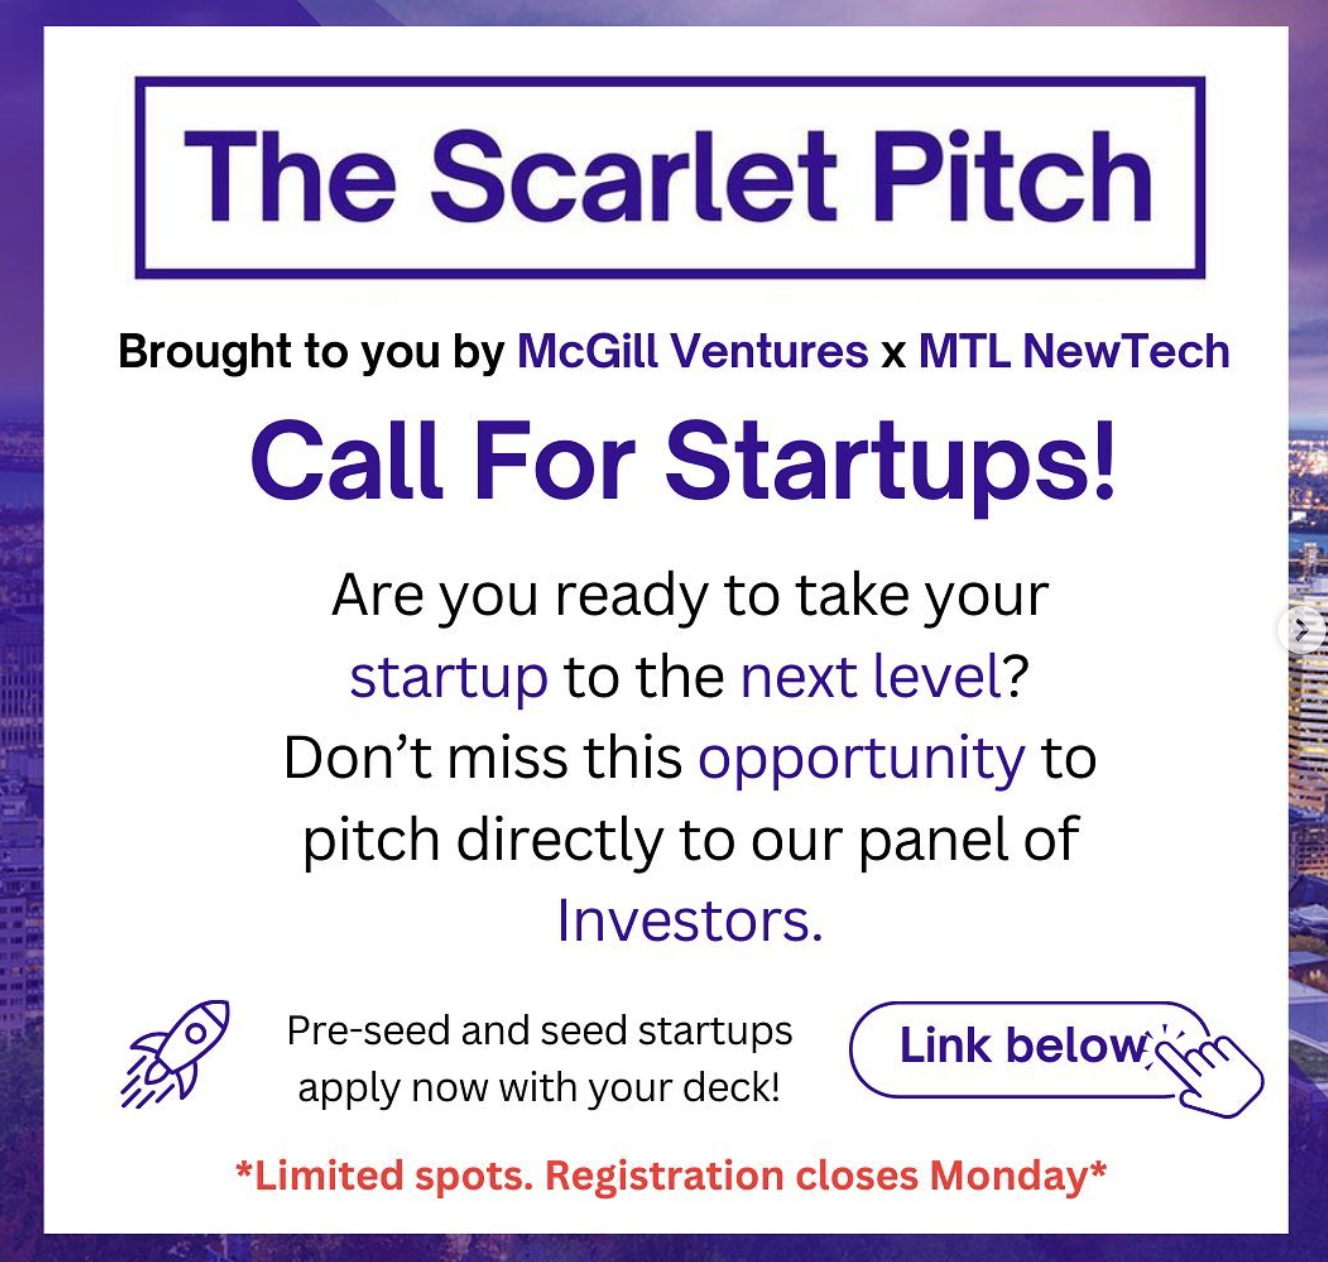 The Scarlet Pitch
Brought to you by McGill Ventures x MTL NewTech
Call For Startups!
Are you ready to take your
startup to the next level?
Don’t miss this opportunity to
pitch directly to our panel of
Investors.
Pre-seed and seed startups
apply now with your deck!
Link below
*Limited spots. Registration closes Monday*